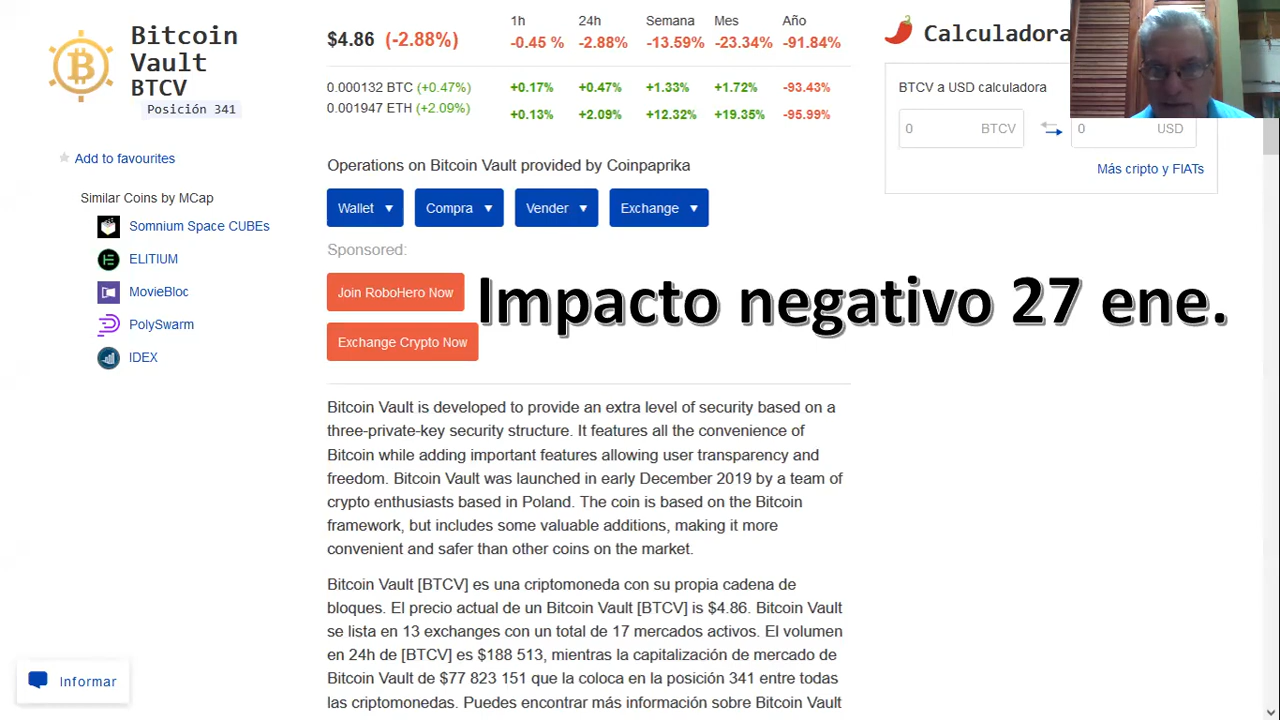 Bitcoin
Vault
BTCV
Posición 341
Add to favourites
Similar Coins by MCap
Somnium Space CUBEs
ELITIUM
MovieBloc
PolySwarm
IDEX
$4.86 (-2.88%)
1h 24h Semana Mes Año
-0.45 % -2.88% -13.59% -23.34% -91.84%
0.000132 BTC (+0.47%) +0.17% +0.47% +1.33% +1.72% -93.43%
0.001947 ETH (+2.09%) +0.13% +2.09% +12.32% +19.35% -95.99%
Operations on Bitcoin Vault provided by Coinpaprika
Wallet Compra Vender Exchange
Sponsored:
Join RoboHero Now
Exchange Crypto Now
Impacto negativo 27 ene.
Bitcoin Vault is developed to provide an extra level of security based on a
three-private-key security structure. It features all the convenience of
Bitcoin while adding important features allowing user transparency and
freedom. Bitcoin Vault was launched in early December 2019 by a team of
crypto enthusiasts based in Poland. The coin is based on the Bitcoin
framework, but includes some valuable additions, making it more
convenient and safer than other coins on the market.
Bitcoin Vault [BTCV] es una criptomoneda con su propia cadena de
bloques. El precio actual de un Bitcoin Vault [BTCV] is $4.86. Bitcoin Vault
se lista en 13 exchanges con un total de 17 mercados activos. El volumen
en 24h de [BTCV] es $188 513, mientras la capitalización de mercado de
Bitcoin Vault de $77 823 151 que la coloca en la posición 341 entre todas
las criptomonedas. Puedes encontrar más información sobre Bitcoin Vault
Calculadora
BTCV a USD calculadora
0 BTCV 0 USD
Más cripto y FIATs
Informar